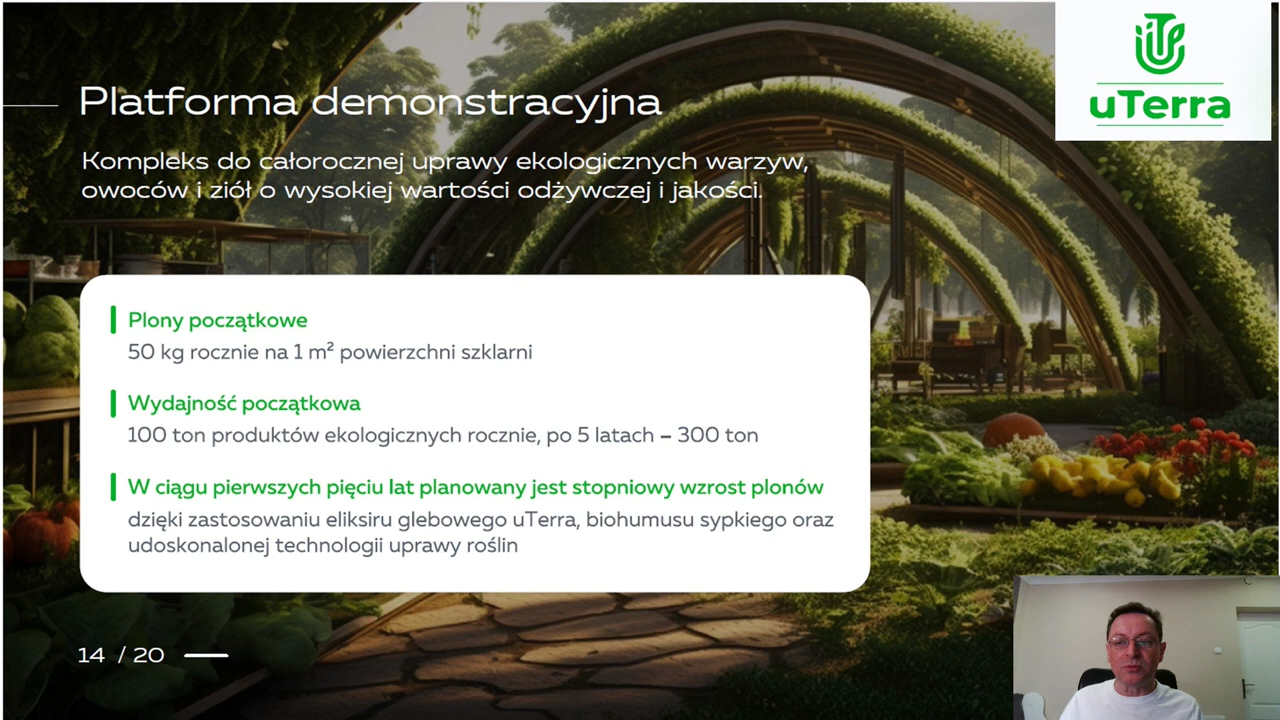 Platforma demonstracyjna
Kompleks do całorocznej uprawy ekologicznych warzyw,
owoców i ziół o wysokiej wartości odżywczej i jakości.
uTerra
Plony początkowe
50 kg rocznie na 1 m² powierzchni szklarni
Wydajność początkowa
100 ton produktów ekologicznych rocznie, po 5 latach – 300 ton
W ciągu pierwszych pięciu lat planowany jest stopniowy wzrost plonów
dzięki zastosowaniu eliksiru glebowego uTerra, biohumusu sypkiego oraz
udoskonalonej technologii uprawy roślin
14 / 20